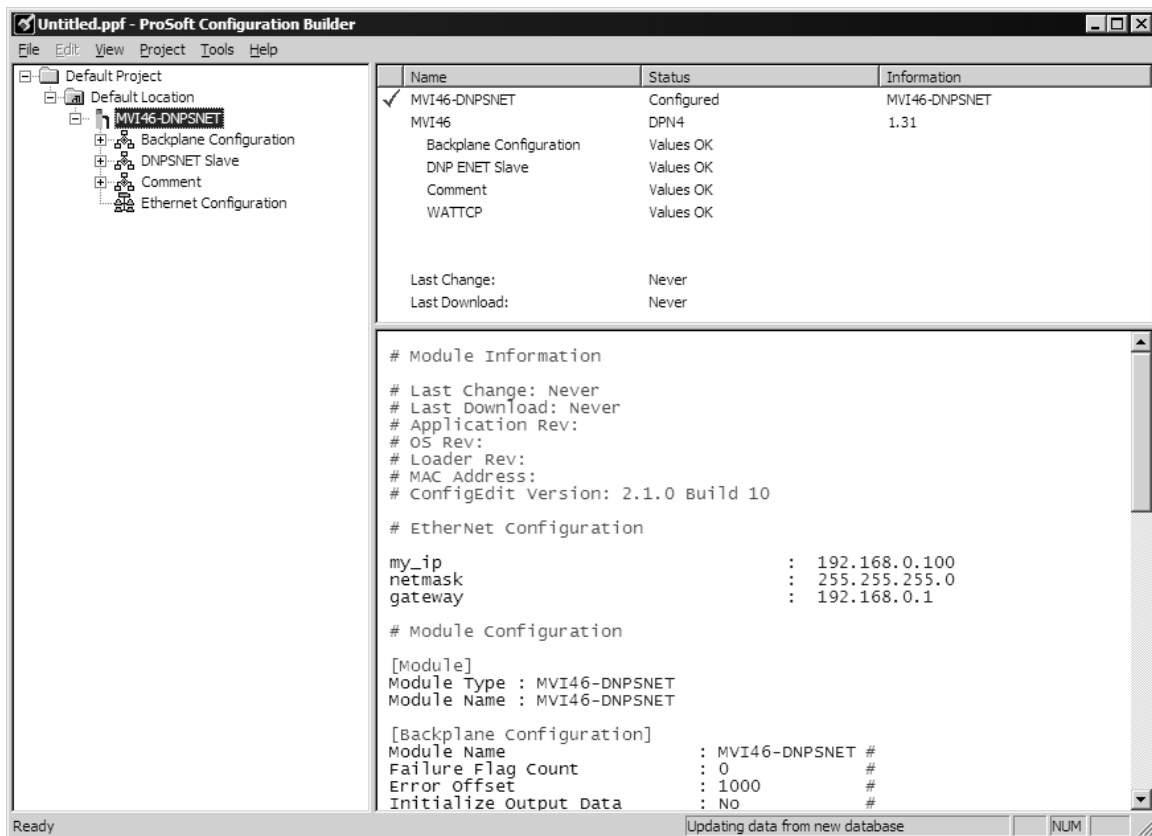 Untitled.ppf - ProSoft Configuration Builder
File Edit View Project Tools Help
Default Project
Default Location
MVI46-DNPSNET
Backplane Configuration
DNPSNET Slave
Comment
Ethernet Configuration
Name Status Information
MVI46-DNPSNET Configured MVI46-DNPSNET
MVI46 DPN4 1.31
Backplane Configuration Values OK
DNP ENET Slave Values OK
Comment Values OK
WATTCP Values OK
Last Change: Never
Last Download: Never
# Module Information
# Last Change: Never
# Last Download: Never
# Application Rev:
# OS Rev:
# Loader Rev:
# MAC Address:
# ConfigEdit Version: 2.1.0 Build 10
# EtherNet Configuration
my_ip : 192.168.0.100
netmask : 255.255.255.0
gateway : 192.168.0.1
# Module Configuration
[Module]
Module Type : MVI46-DNPSNET
Module Name : MVI46-DNPSNET
[Backplane Configuration]
Module Name : MVI46-DNPSNET #
Failure Flag Count : 0 #
Error Offset : 1000 #
Initialize Output Data : No #
Ready Updating data from new database NUM